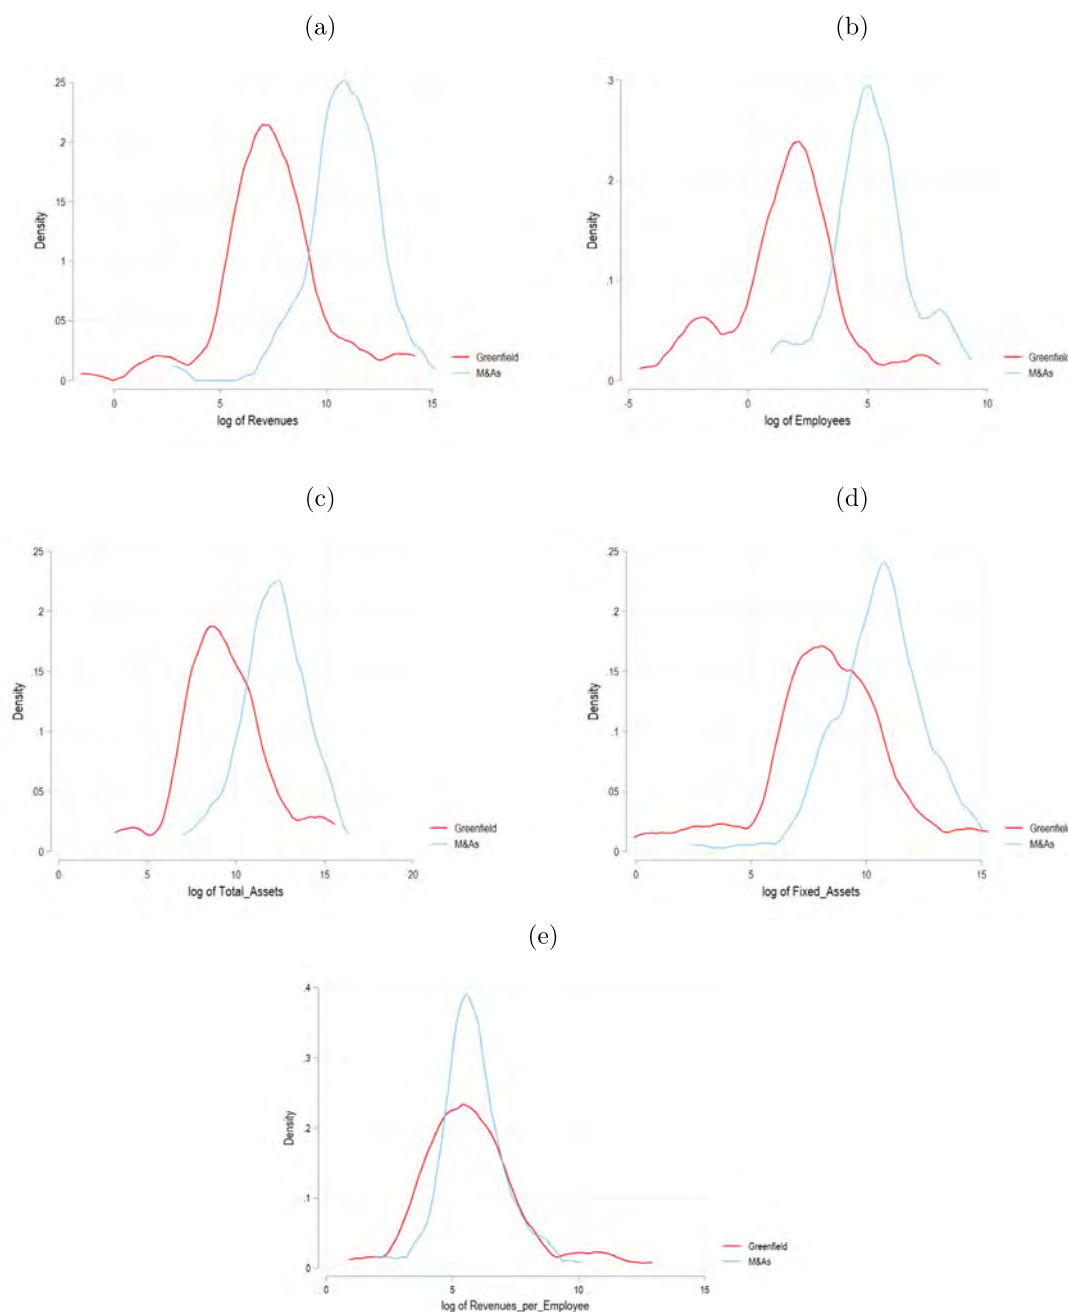 (a)
(b)
.25
.2
.15
.1
.05
0
Density
0 5 10 15
log of Revenues
Greenfield
M&As
.3
.2
.1
0
Density
-5 0 5 10
log of Employees
Greenfield
M&As
(c)
(d)
.25
.2
.15
.1
.05
0
Density
0 5 10 15 20
log of Total_Assets
Greenfield
M&As
.25
.2
.15
.1
.05
0
Density
0 5 10 15
log of Fixed_Assets
Greenfield
M&As
(e)
.4
.3
.2
.1
0
Density
0 5 10 15
log of Revenues_per_Employee
Greenfield
M&As